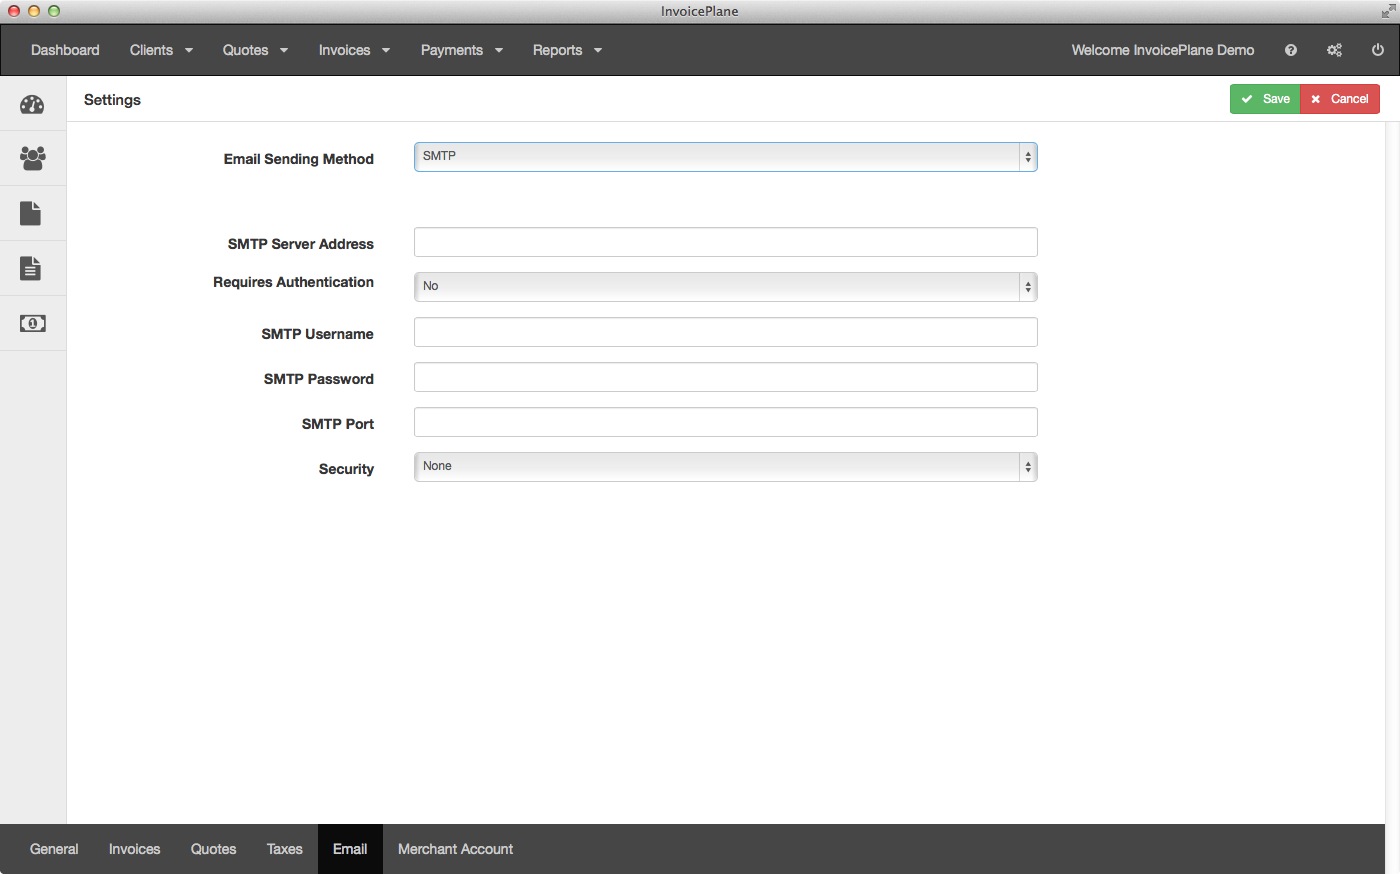 InvoicePlane
Dashboard Clients Quotes Invoices Payments Reports Welcome InvoicePlane Demo
Settings Save Cancel
Email Sending Method SMTP
SMTP Server Address
Requires Authentication No
SMTP Username
SMTP Password
SMTP Port
Security None
General Invoices Quotes Taxes Email Merchant Account